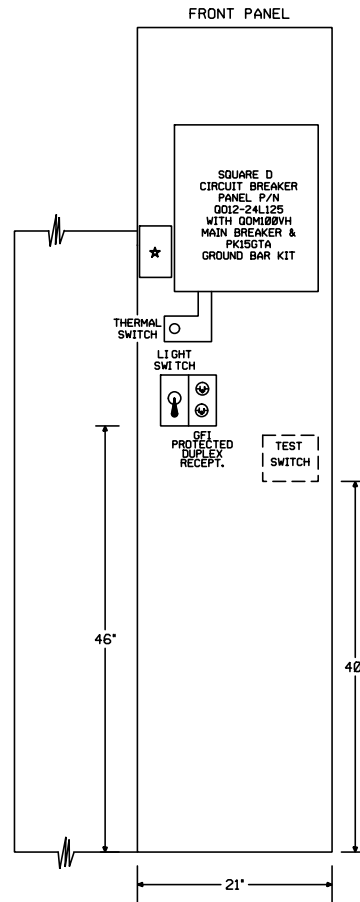 FRONT PANEL
SQUARE D
CIRCUIT BREAKER
PANEL P/N
QO12-24L125
WITH QOM100VH
MAIN BREAKER &
PK15GTA
GROUND BAR KIT
THERMAL
SWITCH
LIGHT
SWITCH
GFI
PROTECTED
DUPLEX
RECEPT.
TEST
SWITCH
46"
40
21"